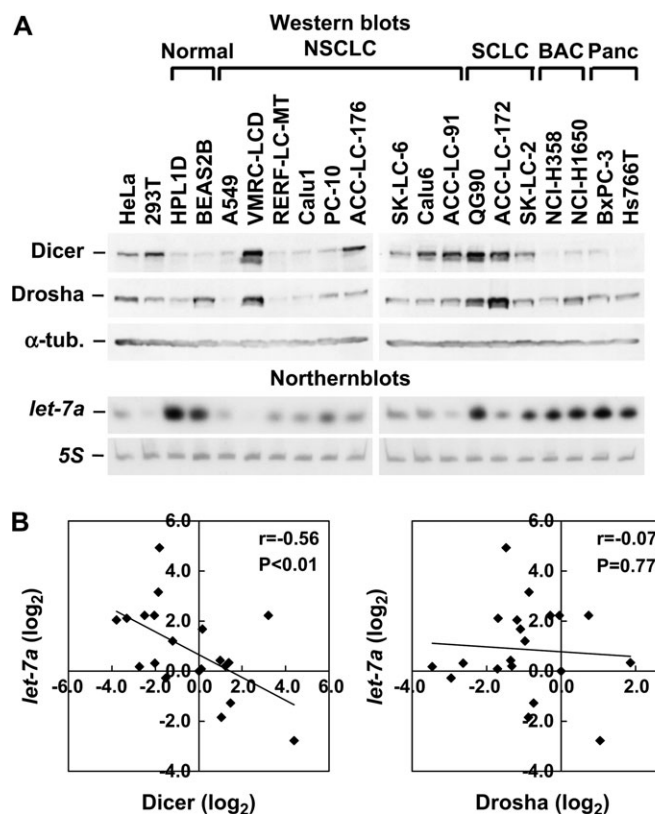 A
Western blots
Normal NSCLC SCLC BAC Panc
HeLa
293T
HPL1D
BEAS2B
A549
VMRC-LCD
RERF-LC-MT
Calu1
PC-10
ACC-LC-176
SK-LC-6
Calu6
ACC-LC-91
QG90
ACC-LC-172
SK-LC-2
NCI-H358
NCI-H1650
BxPC-3
Hs766T
Dicer
Drosha
α-tub.
Northernblots
let-7a
5S
B
6.0
r=-0.56
P<0.01
4.0
2.0
0.0
-6.0 -4.0 -2.0 0.0 2.0 4.0 6.0
-2.0
-4.0
let-7a (log2)
Dicer (log2)
6.0
r=-0.07
P=0.77
4.0
2.0
0.0
-4.0 -2.0 0.0 2.0
-2.0
-4.0
let-7a (log2)
Drosha (log2)